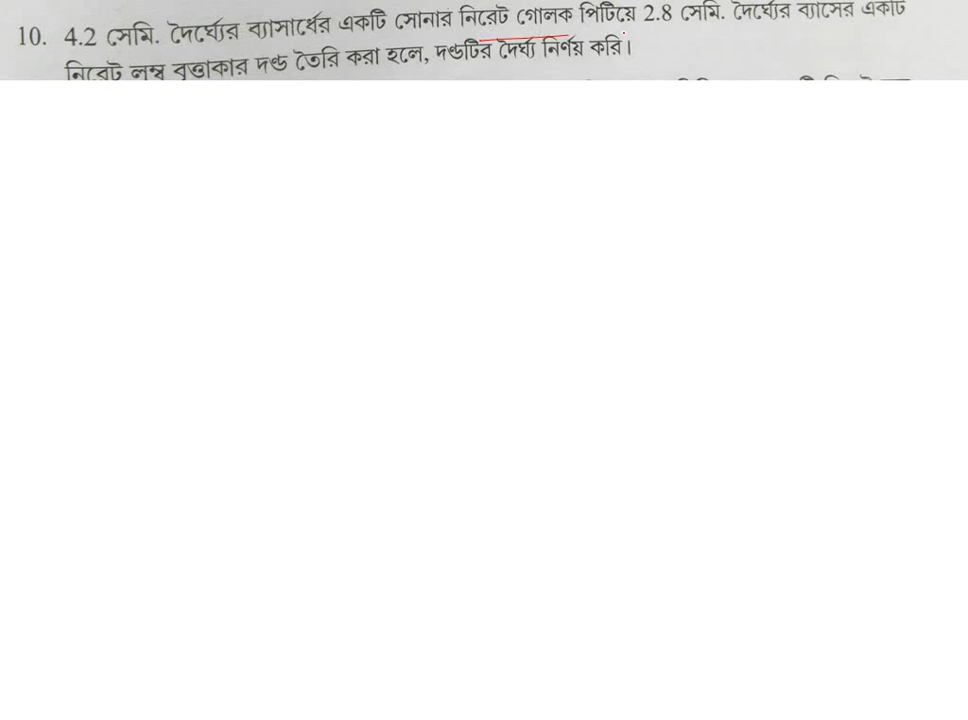 10. 4.2 সেমি. দৈর্ঘ্যের ব্যাসার্ধের একটি সোনার নিরেট গোলক পিটিয়ে 2.8 সেমি. দৈর্ঘ্যের ব্যাসের একটি
নিরেট লম্ব বৃত্তাকার দণ্ড তৈরি করা হলে, দণ্ডটির দৈর্ঘ্য নির্ণয় করি।